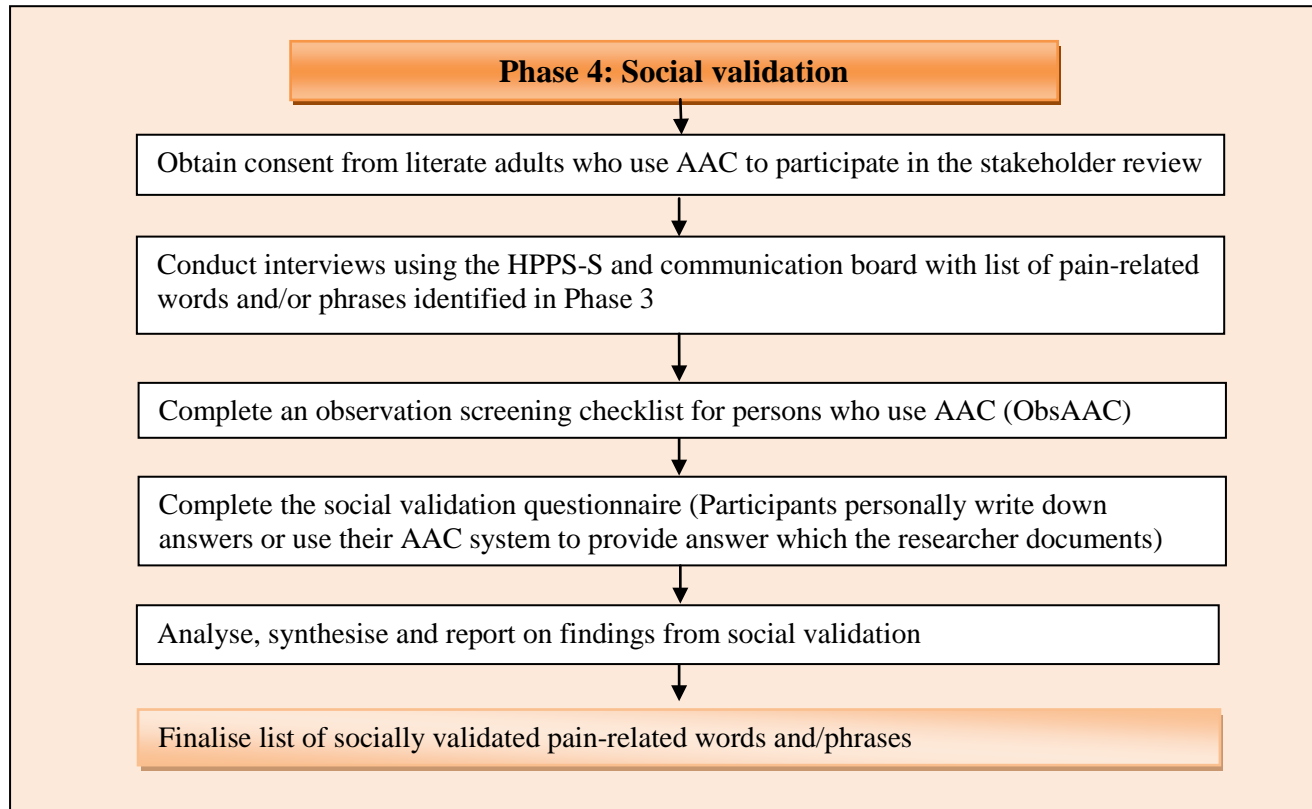 Phase 4: Social validation
Obtain consent from literate adults who use AAC to participate in the stakeholder review
Conduct interviews using the HPPS-S and communication board with list of pain-related
words and/or phrases identified in Phase 3
Complete an observation screening checklist for persons who use AAC (ObsAAC)
Complete the social validation questionnaire (Participants personally write down
answers or use their AAC system to provide answer which the researcher documents)
Analyse, synthesise and report on findings from social validation
Finalise list of socially validated pain-related words and/phrases